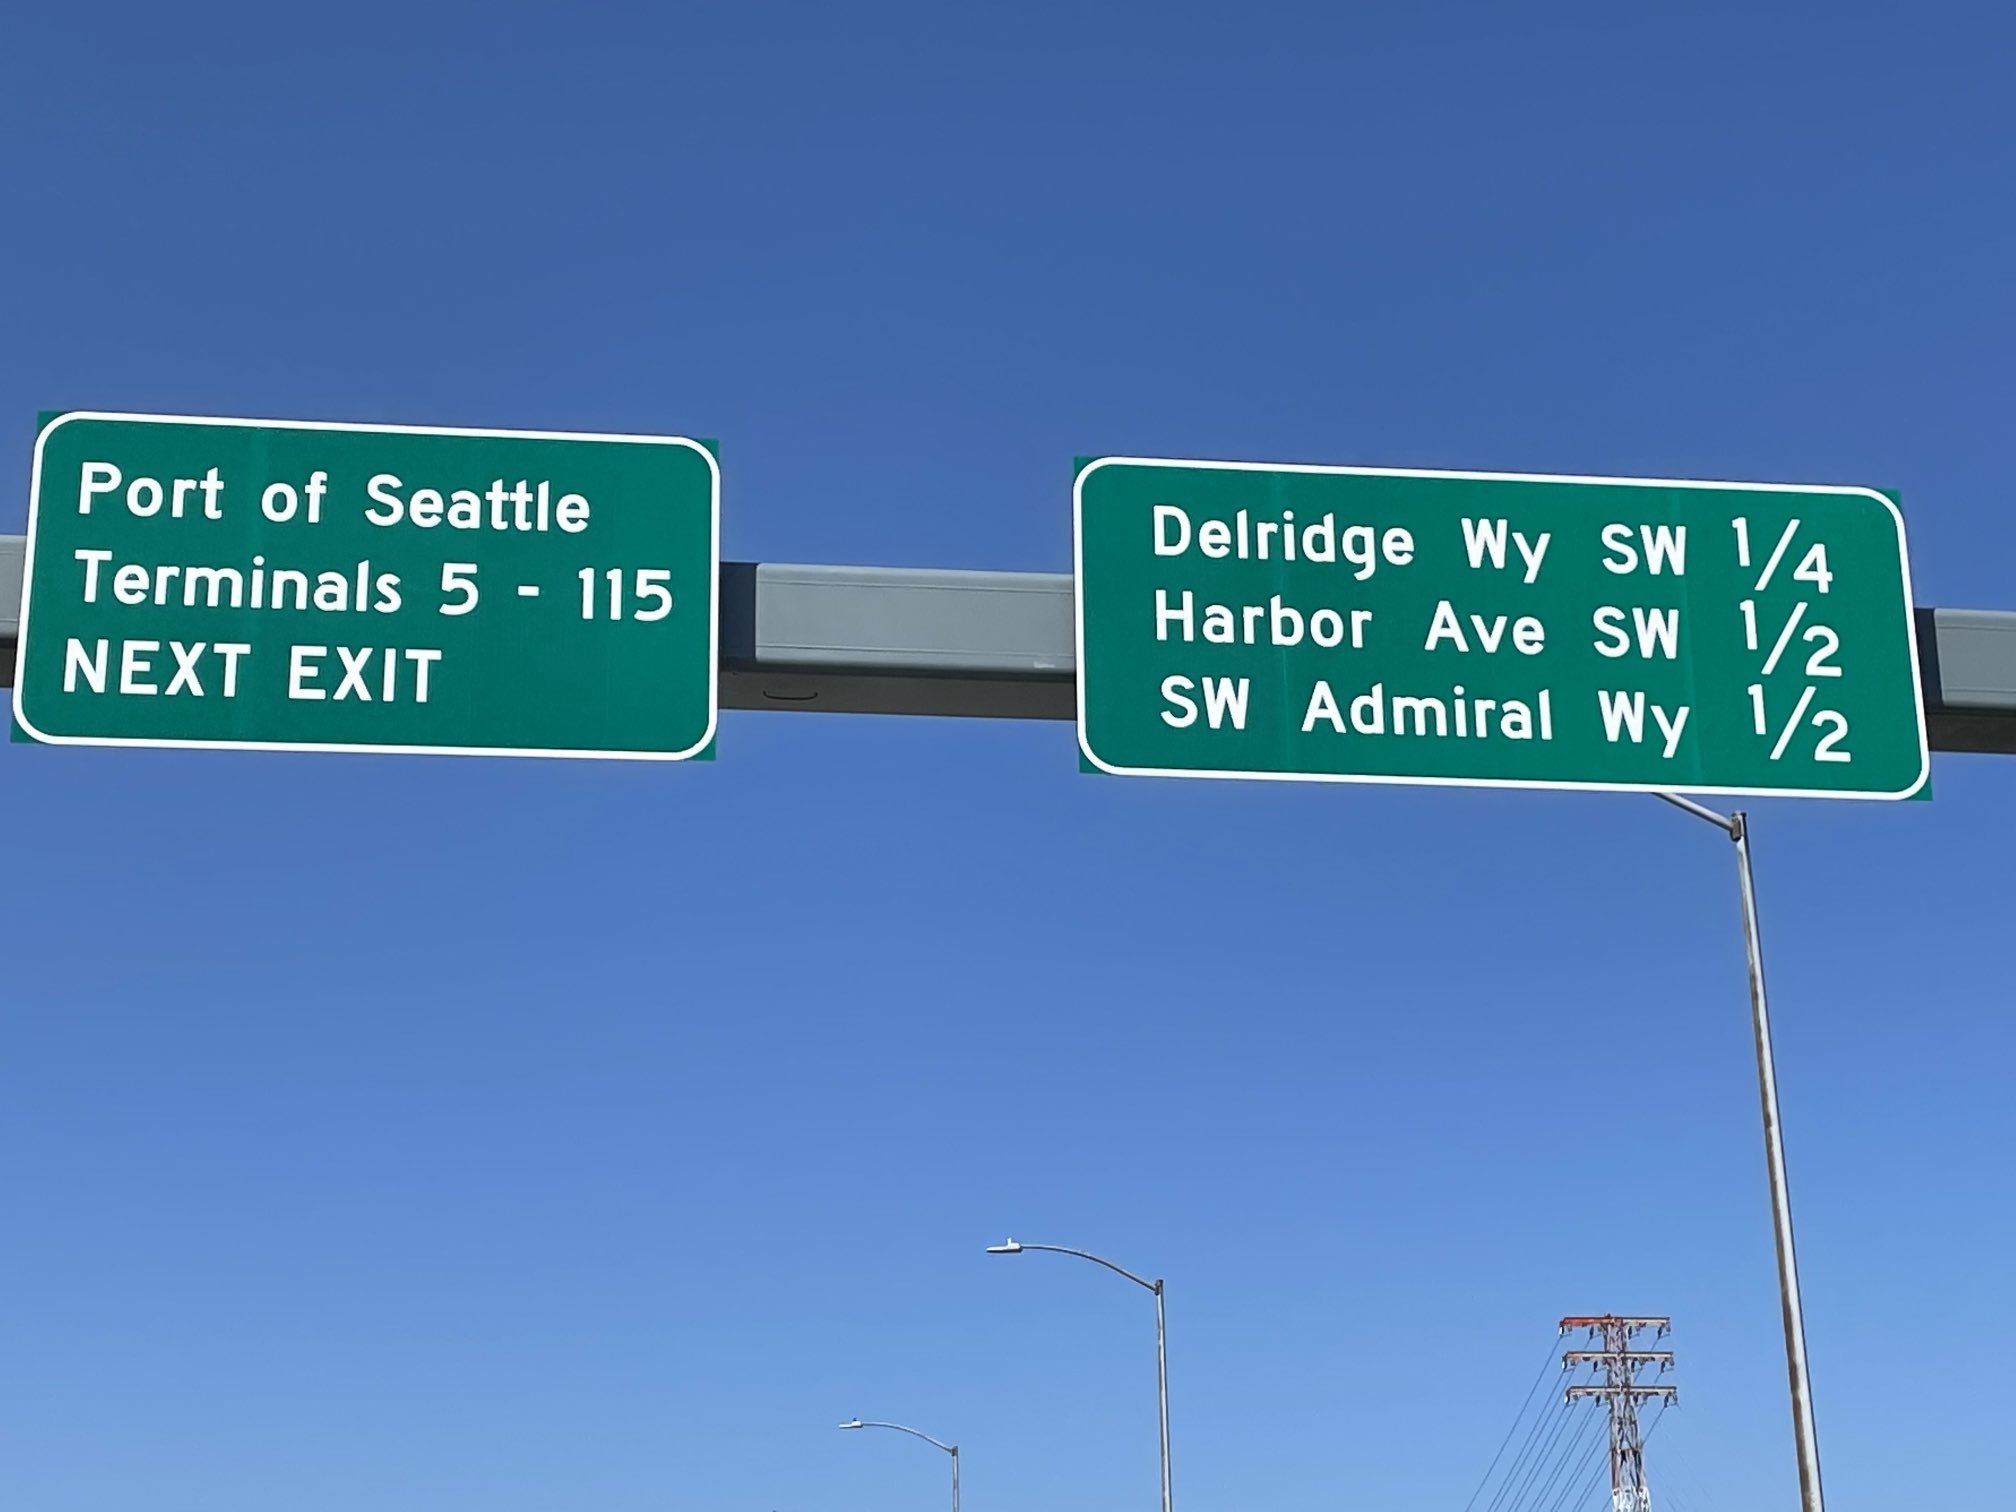 Port of Seattle
Terminals 5 - 115
NEXT EXIT
Delridge Wy SW 1/4
Harbor Ave SW 1/2
SW Admiral Wy 1/2